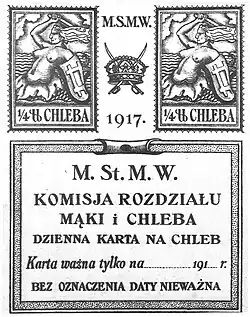 M.S.M.W.
¼ ℔ CHLEBA
1917.
¼ ℔ CHLEBA
M. St. M. W.
KOMISJA ROZDZIAŁU
MĄKI i CHLEBA
DZIENNA KARTA NA CHLEB
Karta ważna tylko na............191.... r.
BEZ OZNACZENIA DATY NIEWAŻNA